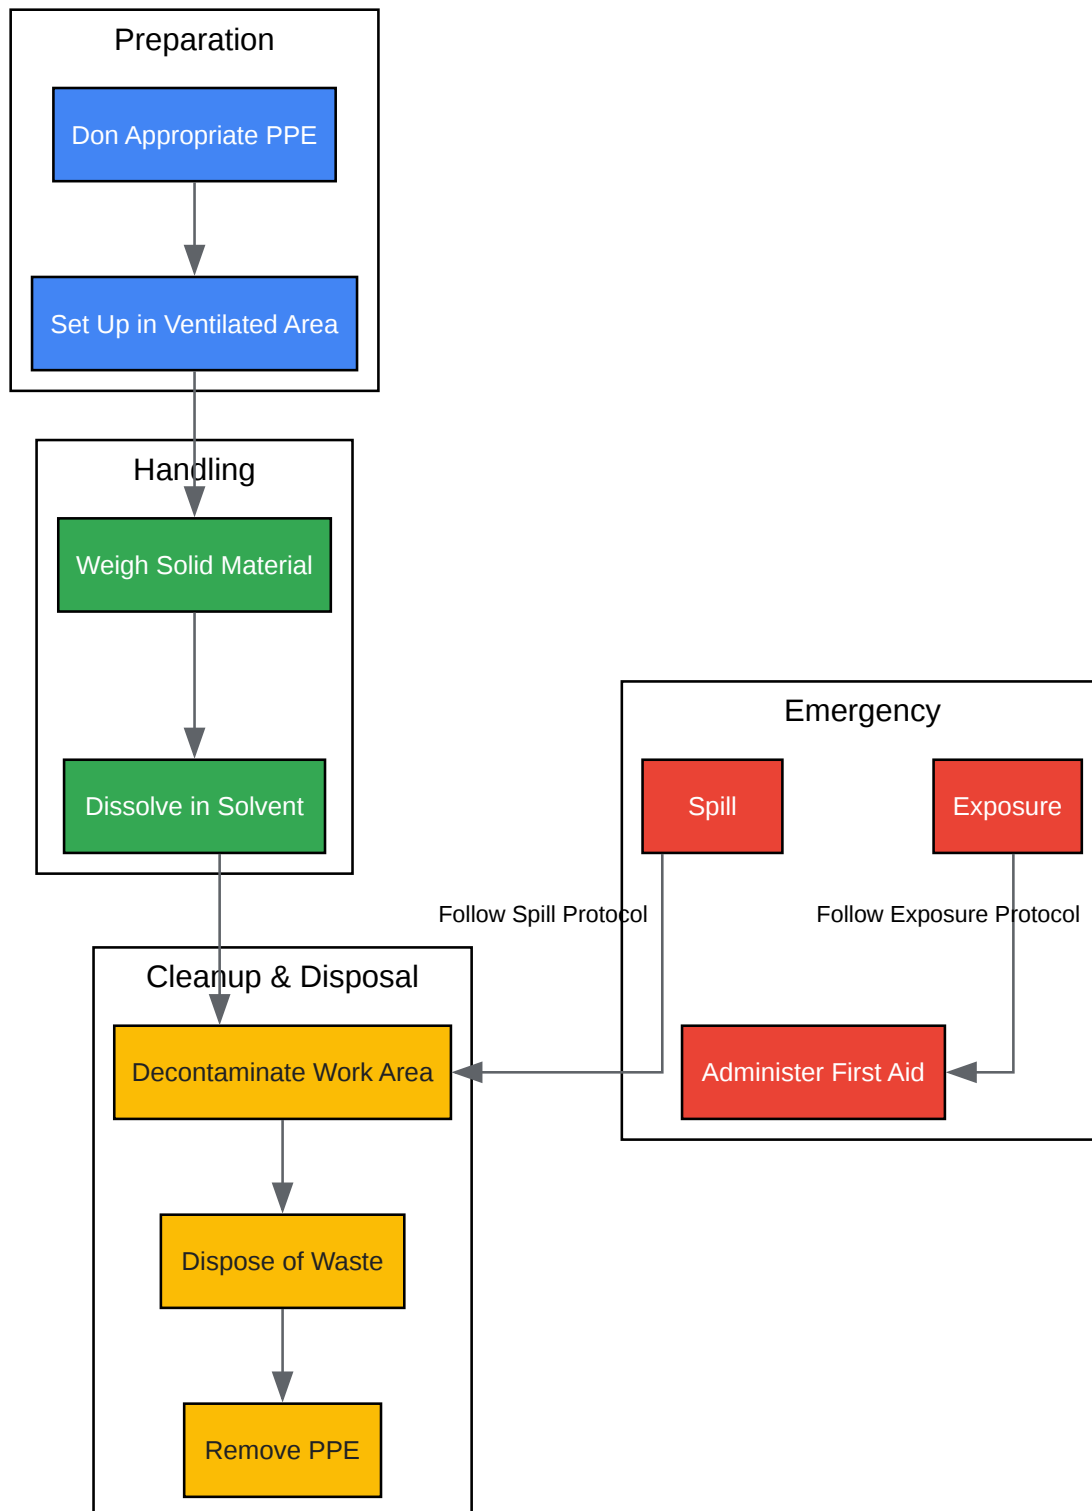 Preparation
Don Appropriate PPE
Set Up in Ventilated Area
Handling
Weigh Solid Material
Dissolve in Solvent
Emergency
Spill
Exposure
Follow Spill Protocol
Follow Exposure Protocol
Administer First Aid
Cleanup & Disposal
Decontaminate Work Area
Dispose of Waste
Remove PPE